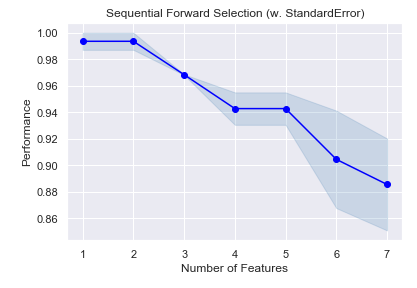 Sequential Forward Selection (w. StandardError)
1.00
0.98
0.96
0.94
0.92
0.90
0.88
0.86
Performance
1 2 3 4 5 6 7
Number of Features